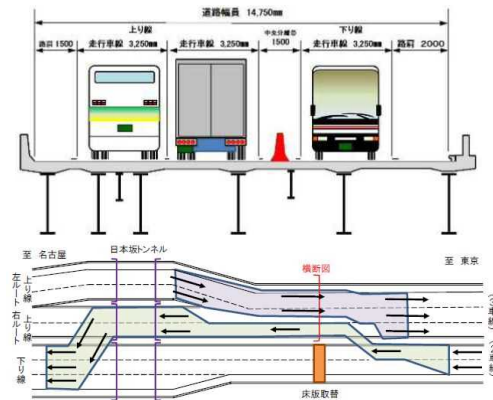 道路幅員 14,750mm
上り線 下り線
路肩 1500 走行車線 3,250mm 走行車線 3,250mm 中央分離帯 1500 走行車線 3,250mm 路肩 2000
至 名古屋 日本坂トンネル 横断図 至 東京
左ルート 上り線
右ルート 上り線
下り線
床版取替